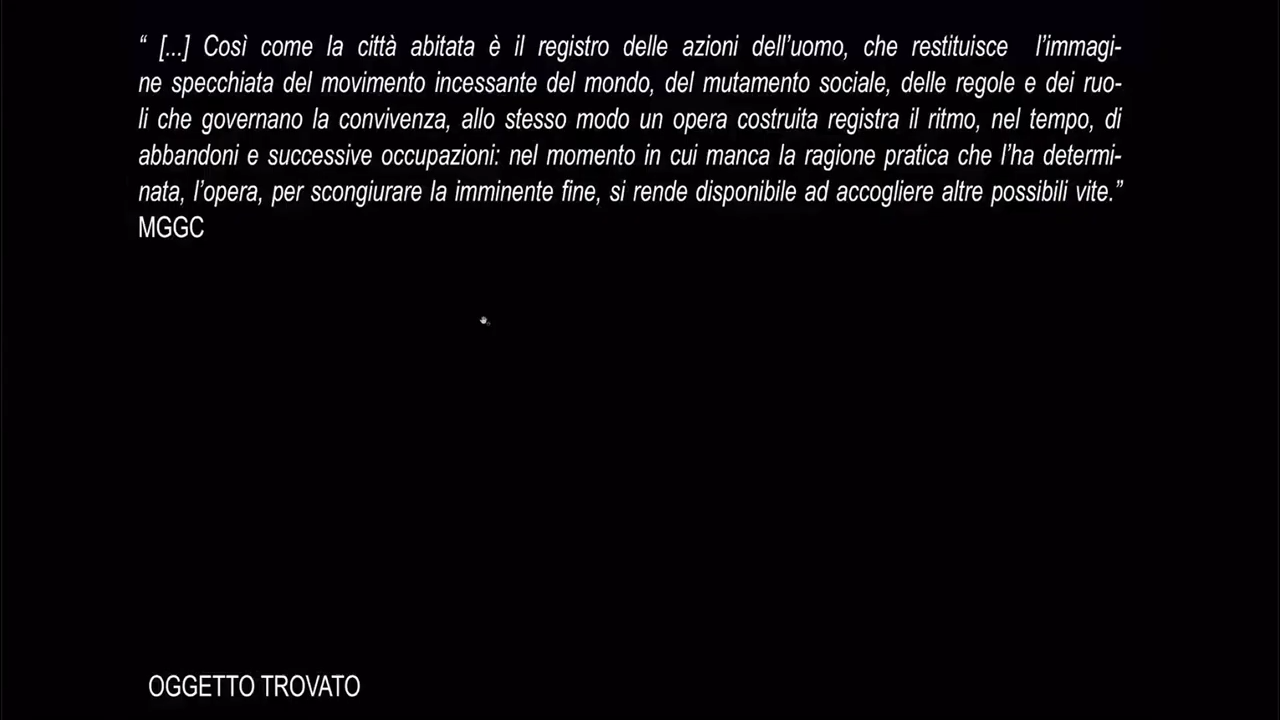 “ [...] Così come la città abitata è il registro delle azioni dell’uomo, che restituisce l’immagi-
ne specchiata del movimento incessante del mondo, del mutamento sociale, delle regole e dei ruo-
li che governano la convivenza, allo stesso modo un opera costruita registra il ritmo, nel tempo, di
abbandoni e successive occupazioni: nel momento in cui manca la ragione pratica che l’ha determi-
nata, l’opera, per scongiurare la imminente fine, si rende disponibile ad accogliere altre possibili vite.”
MGGC
OGGETTO TROVATO